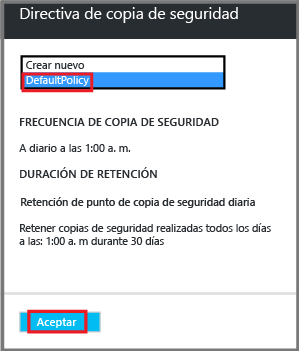 Directiva de copia de seguridad
Crear nuevo
DefaultPolicy
FRECUENCIA DE COPIA DE SEGURIDAD
A diario a las 1:00 a. m.
DURACIÓN DE RETENCIÓN
Retención de punto de copia de seguridad diaria
Retener copias de seguridad realizadas todos los días
a las: 1:00 a. m durante 30 días
Aceptar